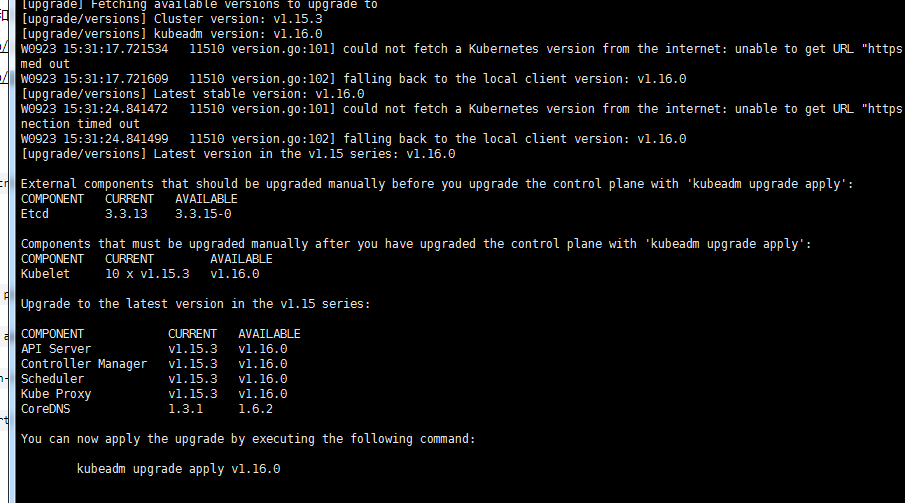 [upgrade] Fetching available versions to upgrade to
[upgrade/versions] Cluster version: v1.15.3
[upgrade/versions] kubeadm version: v1.16.0
W0923 15:31:17.721534   11510 version.go:101] could not fetch a Kubernetes version from the internet: unable to get URL "https
med out
W0923 15:31:17.721609   11510 version.go:102] falling back to the local client version: v1.16.0
[upgrade/versions] Latest stable version: v1.16.0
W0923 15:31:24.841472   11510 version.go:101] could not fetch a Kubernetes version from the internet: unable to get URL "https
nection timed out
W0923 15:31:24.841499   11510 version.go:102] falling back to the local client version: v1.16.0
[upgrade/versions] Latest version in the v1.15 series: v1.16.0
External components that should be upgraded manually before you upgrade the control plane with 'kubeadm upgrade apply':
COMPONENT   CURRENT   AVAILABLE
Etcd        3.3.13    3.3.15-0
Components that must be upgraded manually after you have upgraded the control plane with 'kubeadm upgrade apply':
COMPONENT   CURRENT        AVAILABLE
Kubelet     10 x v1.15.3   v1.16.0
Upgrade to the latest version in the v1.15 series:
COMPONENT            CURRENT   AVAILABLE
API Server           v1.15.3   v1.16.0
Controller Manager   v1.15.3   v1.16.0
Scheduler            v1.15.3   v1.16.0
Kube Proxy           v1.15.3   v1.16.0
CoreDNS              1.3.1     1.6.2
You can now apply the upgrade by executing the following command:
kubeadm upgrade apply v1.16.0